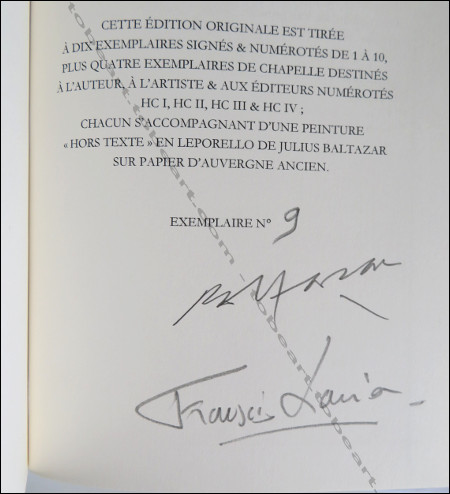 CETTE ÉDITION ORIGINALE EST TIRÉE
À DIX EXEMPLAIRES SIGNÉS & NUMÉROTÉS DE 1 À 10,
PLUS QUATRE EXEMPLAIRES DE CHAPELLE DESTINÉS
À L'AUTEUR, À L'ARTISTE & AUX ÉDITEURS NUMÉROTÉS
HC I, HC II, HC III & HC IV ;
CHACUN S'ACCOMPAGNANT D'UNE PEINTURE
« HORS TEXTE » EN LEPORELLO DE JULIUS BALTAZAR
SUR PAPIER D'AUVERGNE ANCIEN.
EXEMPLAIRE N° 9
Baltazar
Francis